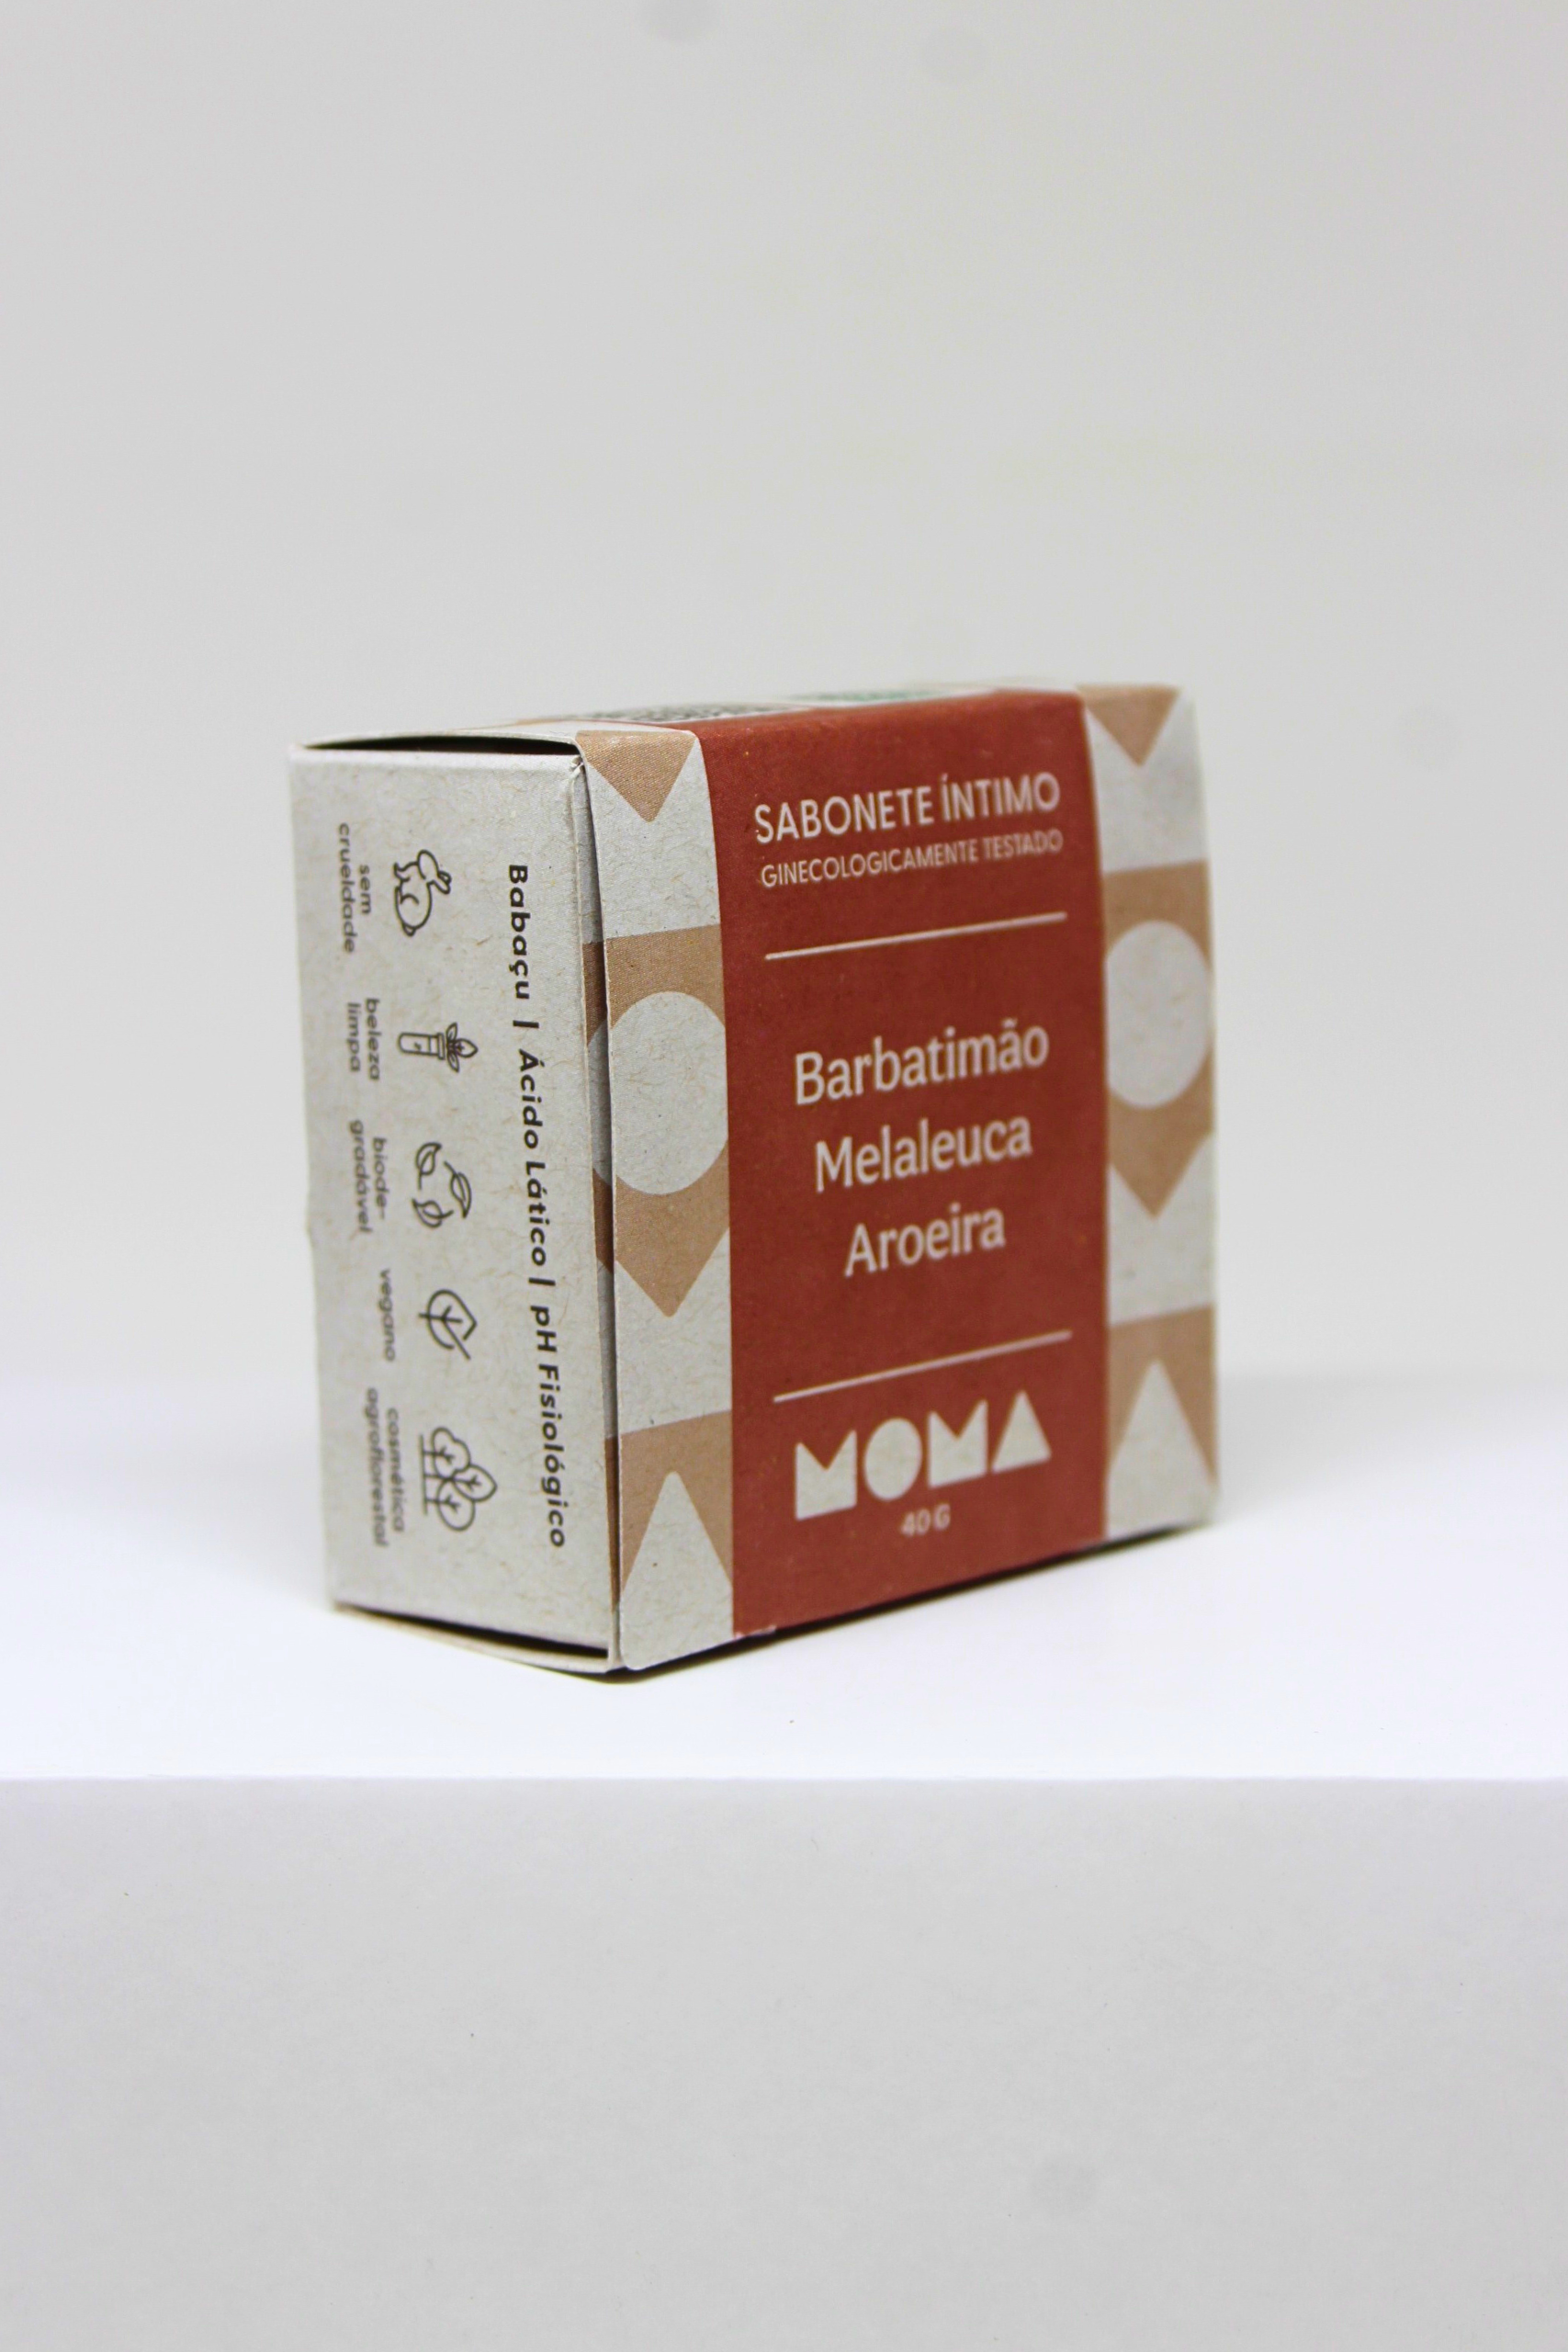 SABONETE ÍNTIMO
GINECOLOGICAMENTE TESTADO
Barbatimão
Melaleuca
Aroeira
MOMA
40 G
Babaçu | Ácido Lático | pH Fisiológico
sem
crueldade
beleza
limpa
biode-
gradável
vegano
cosmética
agroflorestal